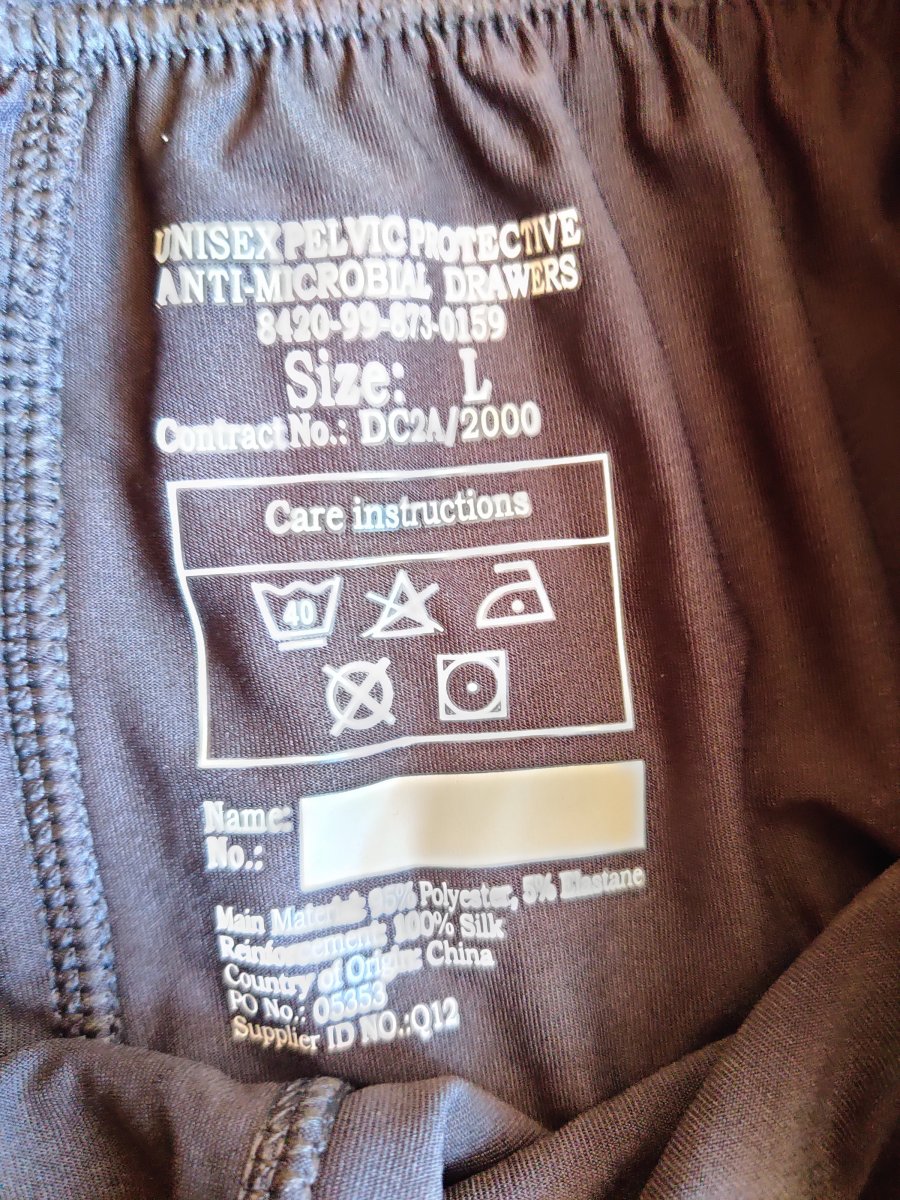 UNISEX PELVIC PROTECTIVE
ANTI-MICROBIAL DRAWERS
8420-99-873-0159
Size: L
Contract No.: DC2A/2000
Care instructions
40
Name:
No.:
Main Material: 95% Polyester, 5% Elastane
Reinforcement: 100% Silk
Country of Origin: China
PO No.: 05353
Supplier ID NO.:Q12